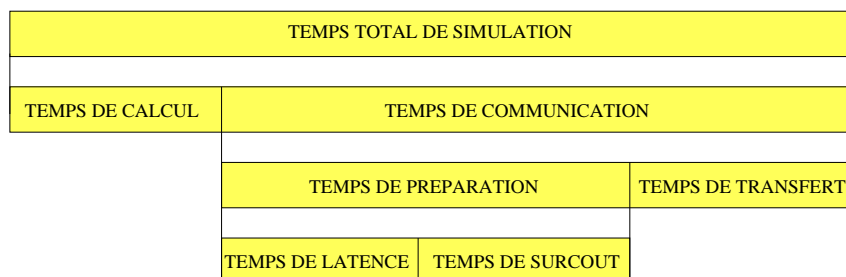 TEMPS TOTAL DE SIMULATION
TEMPS DE CALCUL
TEMPS DE COMMUNICATION
TEMPS DE PREPARATION
TEMPS DE TRANSFERT
TEMPS DE LATENCE
TEMPS DE SURCOUT